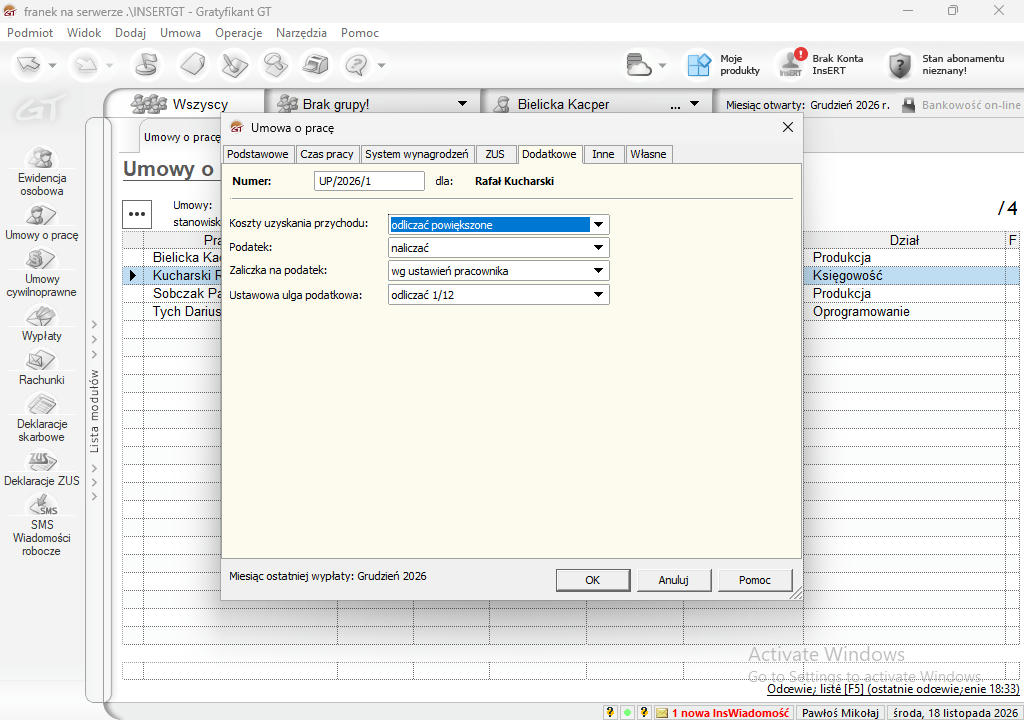 franek na serwerze .\INSERTGT - Gratyfikant GT
Podmiot Widok Dodaj Umowa Operacje Narzędzia Pomoc
Moje produkty
Brak Konta InsERT
Stan abonamentu nieznany!
GT
Wszyscy
Brak grupy!
Bielicka Kacper
...
Miesiąc otwarty: Grudzień 2026 r.
Bankowość on-line
Ewidencja osobowa
Umowy o pracę
Umowy cywilnoprawne
Wypłaty
Rachunki
Deklaracje skarbowe
Deklaracje ZUS
SMS Wiadomości robocze
Lista modułów
Umowy o pracę
Umowy o
Umowy:
stanowisk
/ 4
Pra
Dział
F
Bielicka Ka
Produkcja
Kucharski R
Księgowość
Sobczak Pa
Produkcja
Tych Darius
Oprogramowanie
Umowa o pracę
Podstawowe Czas pracy System wynagrodzeń ZUS Dodatkowe Inne Własne
Numer: UP/2026/1 dla: Rafał Kucharski
Koszty uzyskania przychodu: odliczać powiększone
Podatek: naliczać
Zaliczka na podatek: wg ustawień pracownika
Ustawowa ulga podatkowa: odliczać 1/12
Miesiąc ostatniej wypłaty: Grudzień 2026
OK Anuluj Pomoc
Activate Windows
Go to Settings to activate Windows.
Odcwie¿ listê [F5] (ostatnie odcwie¿enie 18:33)
1 nowa InsWiadomość
Pawłoś Mikołaj
środa, 18 listopada 2026